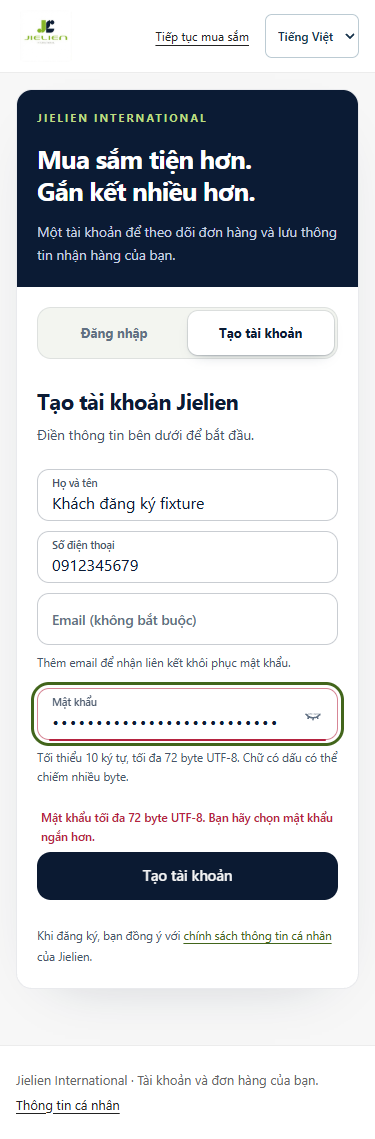 JIELIEN
Tiếp tục mua sắm
Tiếng Việt
JIELIEN INTERNATIONAL
Mua sắm tiện hơn.
Gắn kết nhiều hơn.
Một tài khoản để theo dõi đơn hàng và lưu thông
tin nhận hàng của bạn.
Đăng nhập
Tạo tài khoản
Tạo tài khoản Jielien
Điền thông tin bên dưới để bắt đầu.
Họ và tên
Khách đăng ký fixture
Số điện thoại
0912345679
Email (không bắt buộc)
Thêm email để nhận liên kết khôi phục mật khẩu.
Mật khẩu
••••••••••••••••••••••••••
Tối thiểu 10 ký tự, tối đa 72 byte UTF-8. Chữ có dấu có thể
chiếm nhiều byte.
Mật khẩu tối đa 72 byte UTF-8. Bạn hãy chọn mật khẩu
ngắn hơn.
Tạo tài khoản
Khi đăng ký, bạn đồng ý với chính sách thông tin cá nhân
của Jielien.
Jielien International · Tài khoản và đơn hàng của bạn.
Thông tin cá nhân